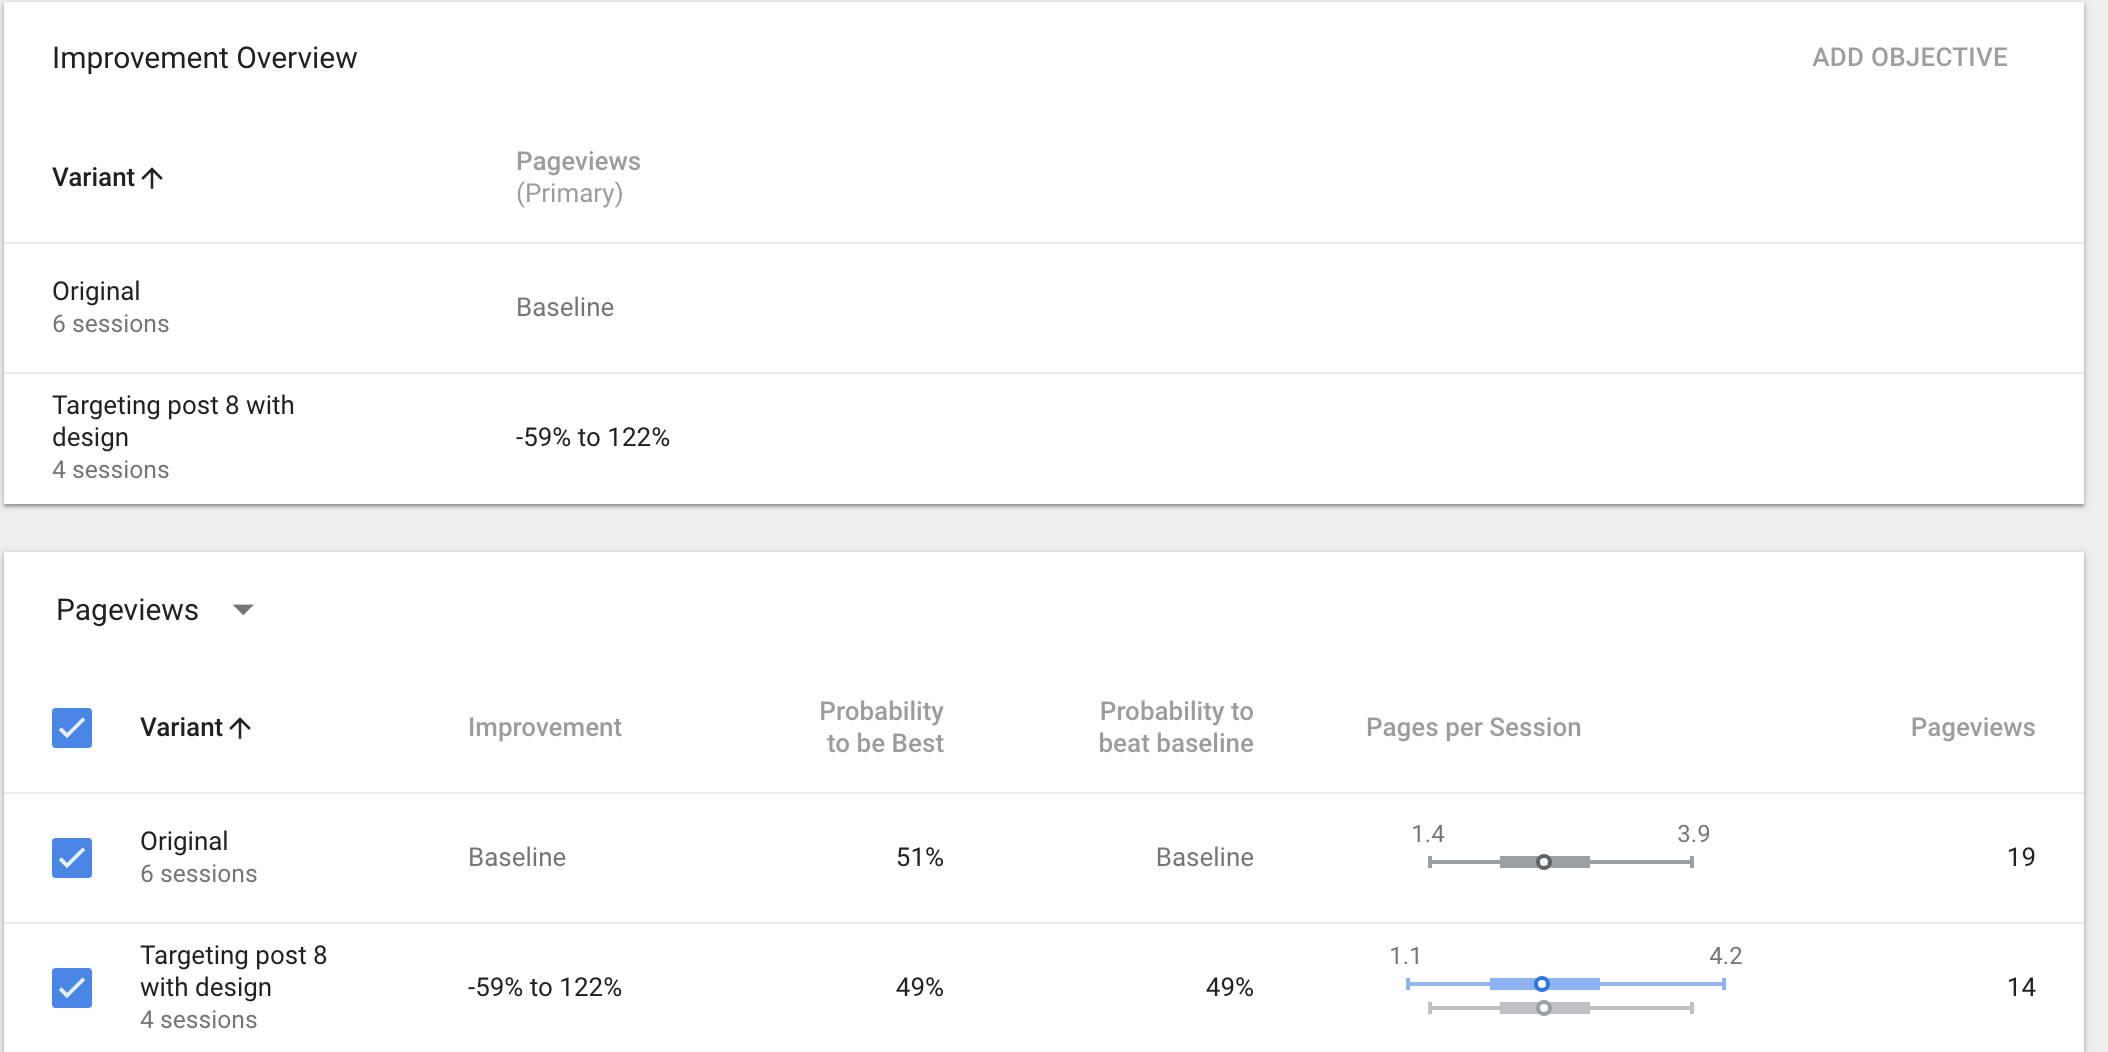 Improvement Overview
ADD OBJECTIVE
Variant
Pageviews
(Primary)
Original
6 sessions
Baseline
Targeting post 8 with
design
4 sessions
-59% to 122%
Pageviews
Variant
Improvement
Probability
to be Best
Probability to
beat baseline
Pages per Session
Pageviews
Original
6 sessions
Baseline
51%
Baseline
1.4
3.9
19
Targeting post 8
with design
4 sessions
-59% to 122%
49%
49%
1.1
4.2
14